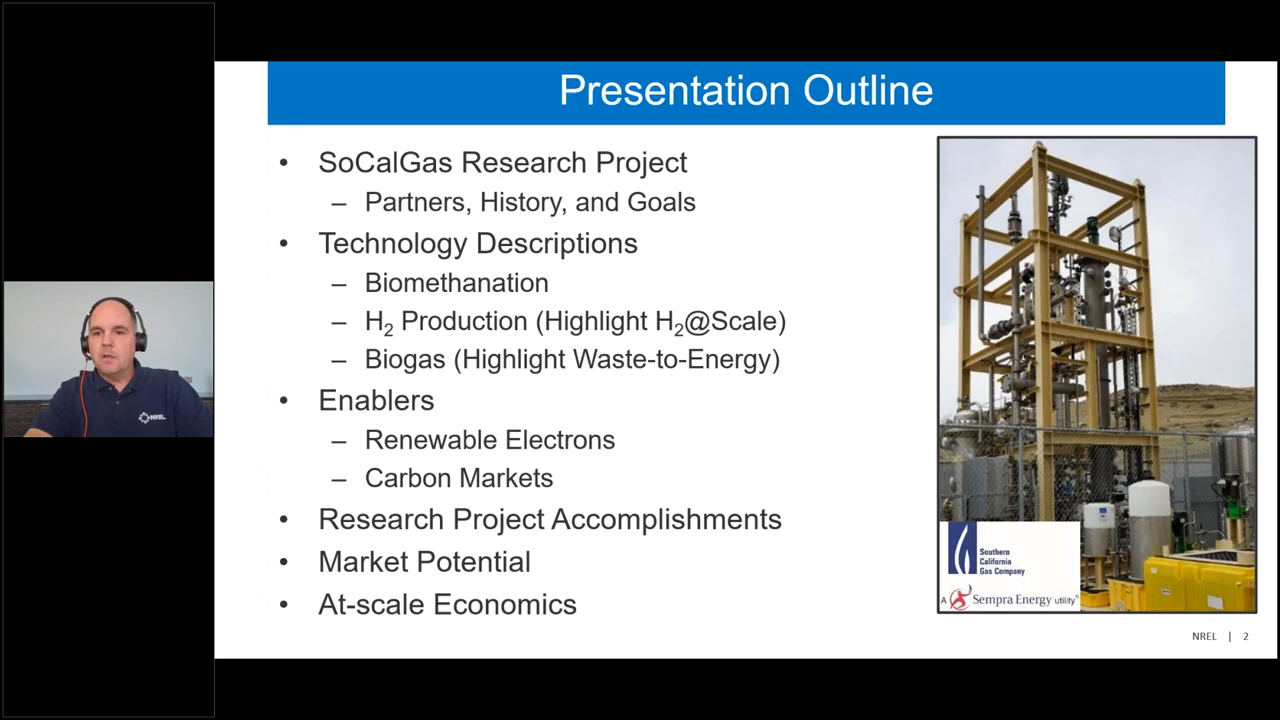 Presentation Outline
• SoCalGas Research Project
– Partners, History, and Goals
• Technology Descriptions
– Biomethanation
– H₂ Production (Highlight H₂@Scale)
– Biogas (Highlight Waste-to-Energy)
• Enablers
– Renewable Electrons
– Carbon Markets
• Research Project Accomplishments
• Market Potential
• At-scale Economics
Southern
California
Gas Company
A Sempra Energy utility®
NREL | 2